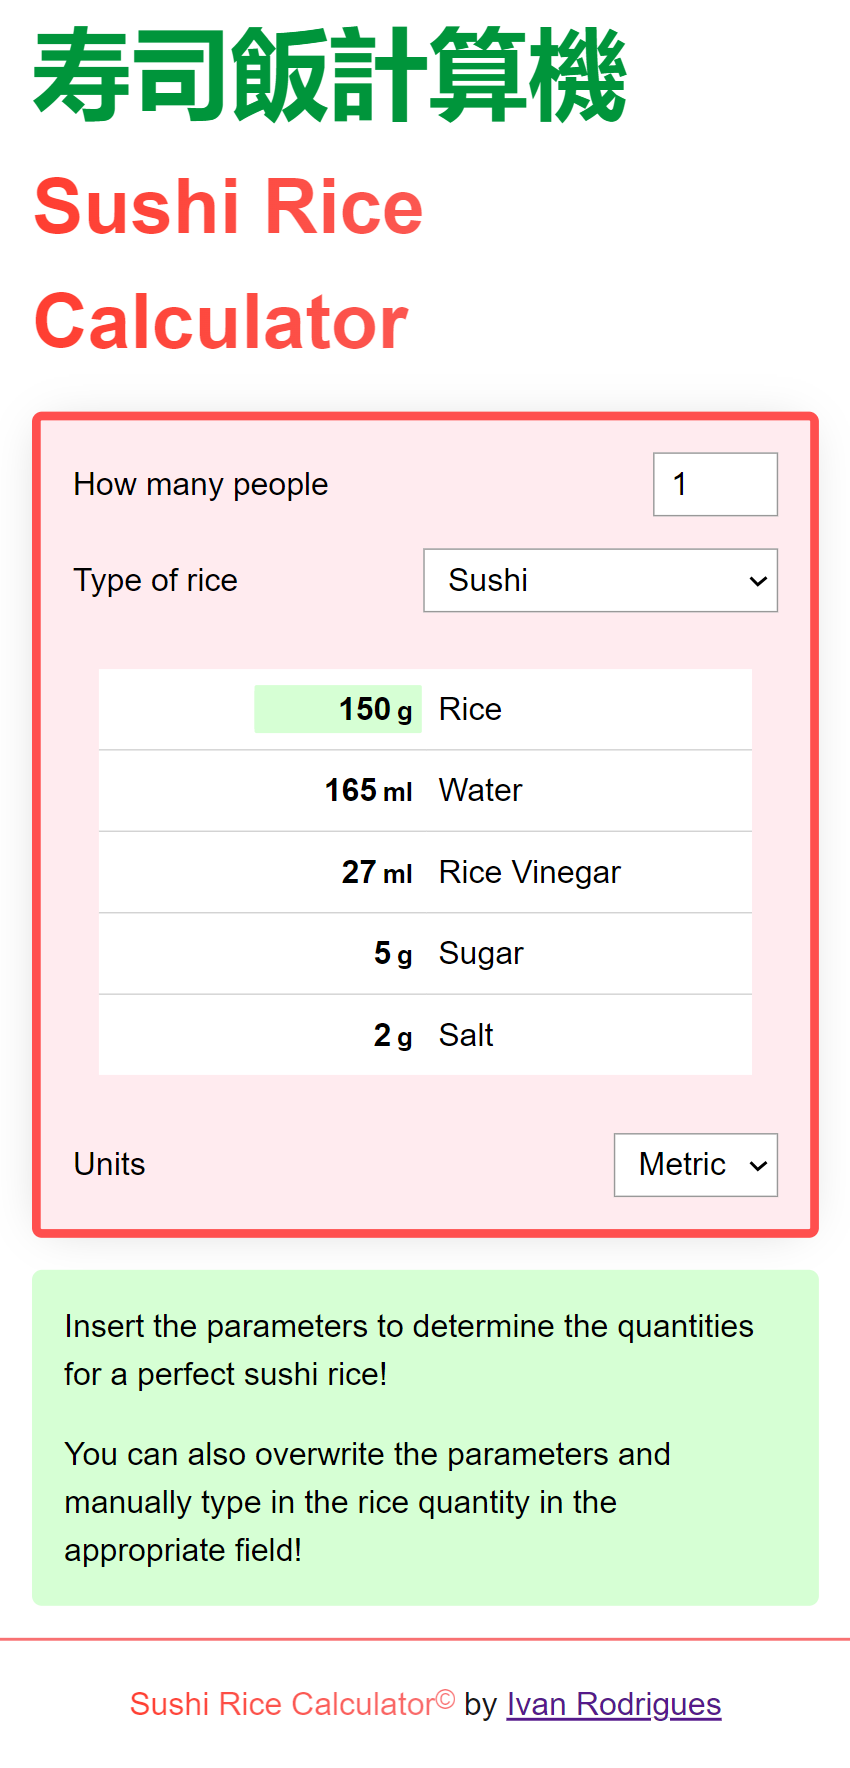 寿司飯計算機
Sushi Rice
Calculator
How many people 1
Type of rice Sushi
150 g Rice
165 ml Water
27 ml Rice Vinegar
5 g Sugar
2 g Salt
Units Metric
Insert the parameters to determine the quantities
for a perfect sushi rice!
You can also overwrite the parameters and
manually type in the rice quantity in the
appropriate field!
Sushi Rice Calculator© by Ivan Rodrigues